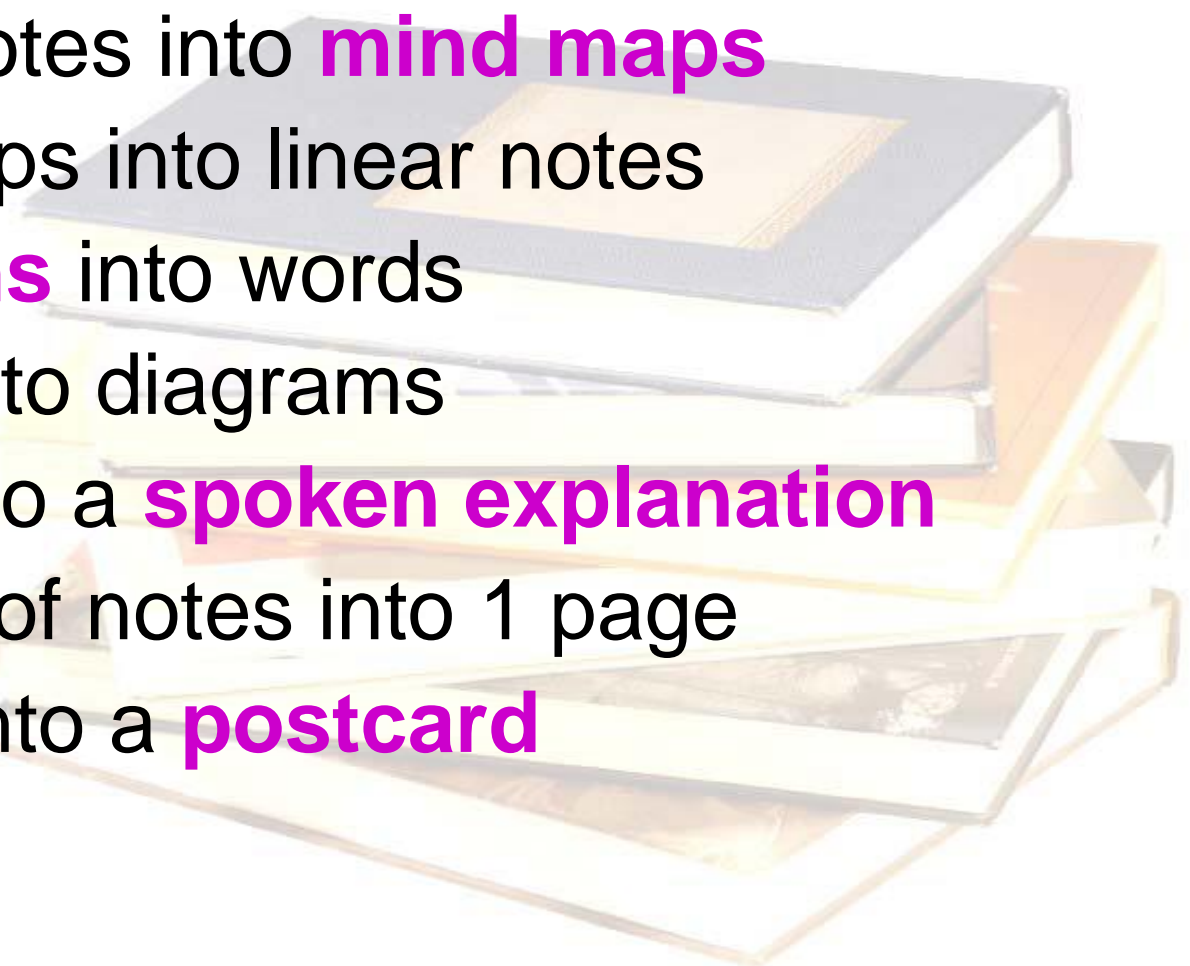 otes into mind maps
ps into linear notes
ns into words
to diagrams
o a spoken explanation
of notes into 1 page
nto a postcard